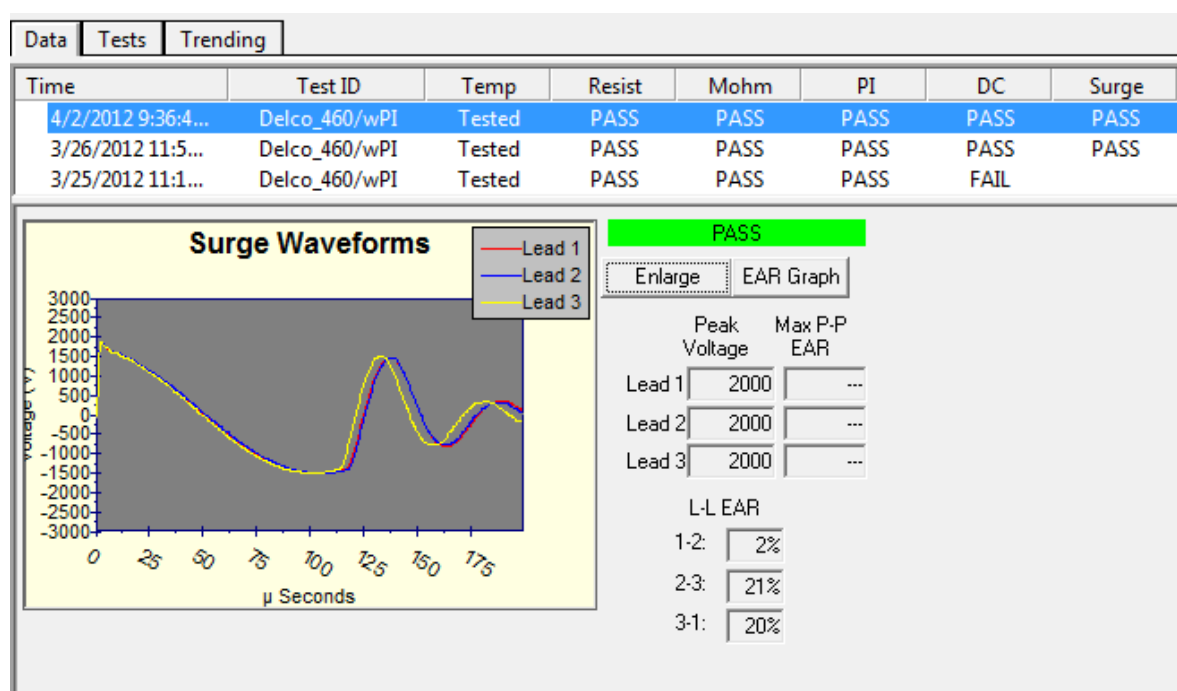 Data Tests Trending
Time Test ID Temp Resist Mohm PI DC Surge
4/2/2012 9:36:4... Delco_460/wPI Tested PASS PASS PASS PASS PASS
3/26/2012 11:5... Delco_460/wPI Tested PASS PASS PASS PASS PASS
3/25/2012 11:1... Delco_460/wPI Tested PASS PASS PASS FAIL
Surge Waveforms
Lead 1
Lead 2
Lead 3
3000
2500
2000
1500
1000
500
0
-500
-1000
-1500
-2000
-2500
-3000
Voltage (V)
0 25 50 75 100 125 150 175
µ Seconds
PASS
Enlarge EAR Graph
Peak Voltage Max P-P EAR
Lead 1 2000 ---
Lead 2 2000 ---
Lead 3 2000 ---
L-L EAR
1-2: 2%
2-3: 21%
3-1: 20%